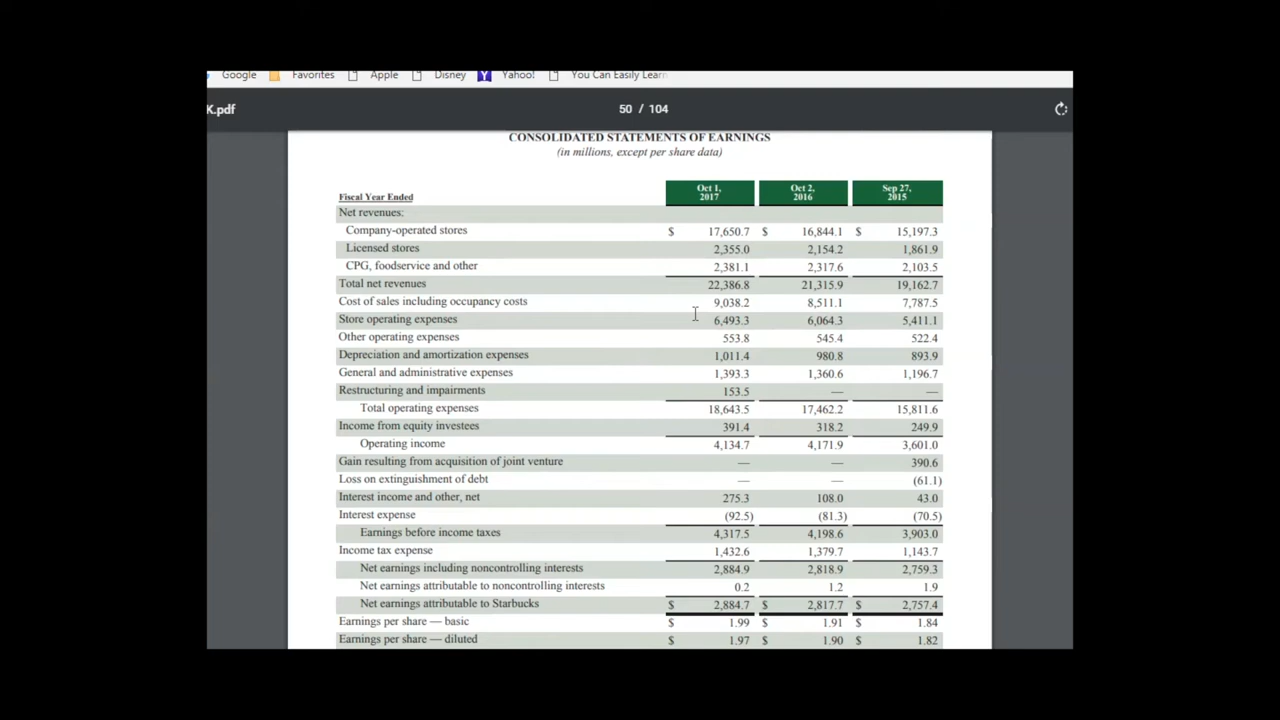 Google Favorites Apple Disney Yahoo! You Can Easily Learn
K.pdf 50 / 104
CONSOLIDATED STATEMENTS OF EARNINGS
(in millions, except per share data)
Fiscal Year Ended Oct 1, 2017 Oct 2, 2016 Sep 27, 2015
Net revenues:
Company-operated stores $ 17,650.7 $ 16,844.1 $ 15,197.3
Licensed stores 2,355.0 2,154.2 1,861.9
CPG, foodservice and other 2,381.1 2,317.6 2,103.5
Total net revenues 22,386.8 21,315.9 19,162.7
Cost of sales including occupancy costs 9,038.2 8,511.1 7,787.5
Store operating expenses 6,493.3 6,064.3 5,411.1
Other operating expenses 553.8 545.4 522.4
Depreciation and amortization expenses 1,011.4 980.8 893.9
General and administrative expenses 1,393.3 1,360.6 1,196.7
Restructuring and impairments 153.5 — —
Total operating expenses 18,643.5 17,462.2 15,811.6
Income from equity investees 391.4 318.2 249.9
Operating income 4,134.7 4,171.9 3,601.0
Gain resulting from acquisition of joint venture — — 390.6
Loss on extinguishment of debt — — (61.1)
Interest income and other, net 275.3 108.0 43.0
Interest expense (92.5) (81.3) (70.5)
Earnings before income taxes 4,317.5 4,198.6 3,903.0
Income tax expense 1,432.6 1,379.7 1,143.7
Net earnings including noncontrolling interests 2,884.9 2,818.9 2,759.3
Net earnings attributable to noncontrolling interests 0.2 1.2 1.9
Net earnings attributable to Starbucks $ 2,884.7 $ 2,817.7 $ 2,757.4
Earnings per share — basic $ 1.99 $ 1.91 $ 1.84
Earnings per share — diluted $ 1.97 $ 1.90 $ 1.82